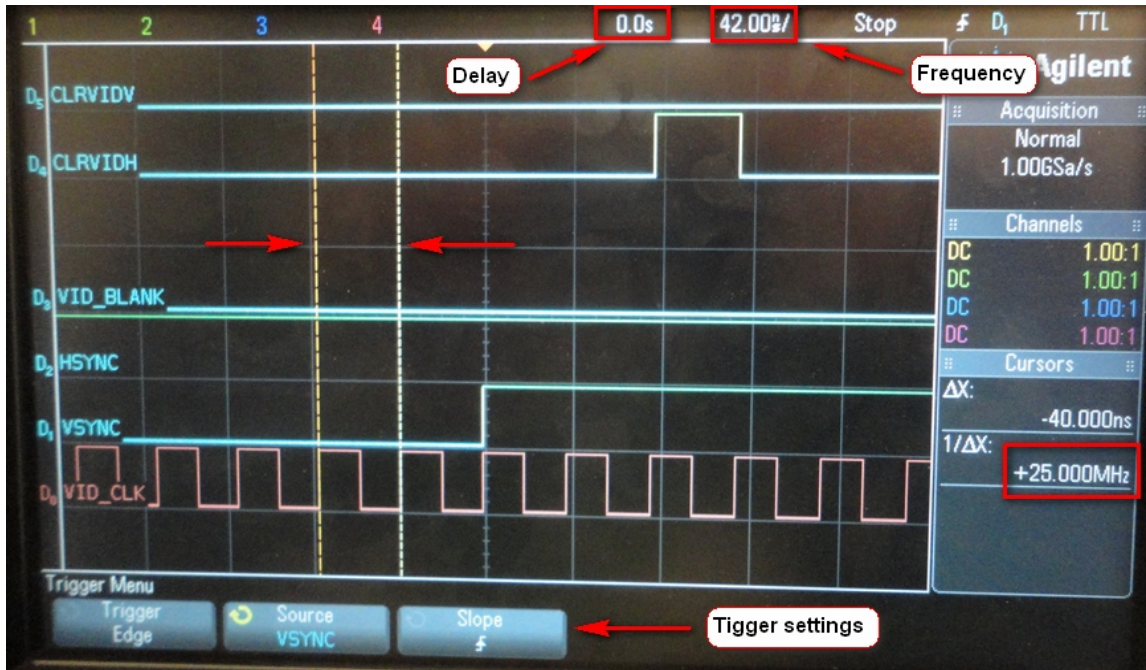 1 2 3 4 0.0s 42.00ns/ Stop D1 TTL
Delay
Frequency
Agilent
D5 CLRVIDV
D4 CLRVIDH
D3 VID_BLANK
D2 HSYNC
D1 VSYNC
D0 VID_CLK
Acquisition
Normal
1.00GSa/s
Channels
DC 1.00:1
DC 1.00:1
DC 1.00:1
DC 1.00:1
Cursors
ΔX:
-40.000ns
1/ΔX:
+25.000MHz
Trigger Menu
Trigger
Edge
Source
VSYNC
Slope
Tigger settings